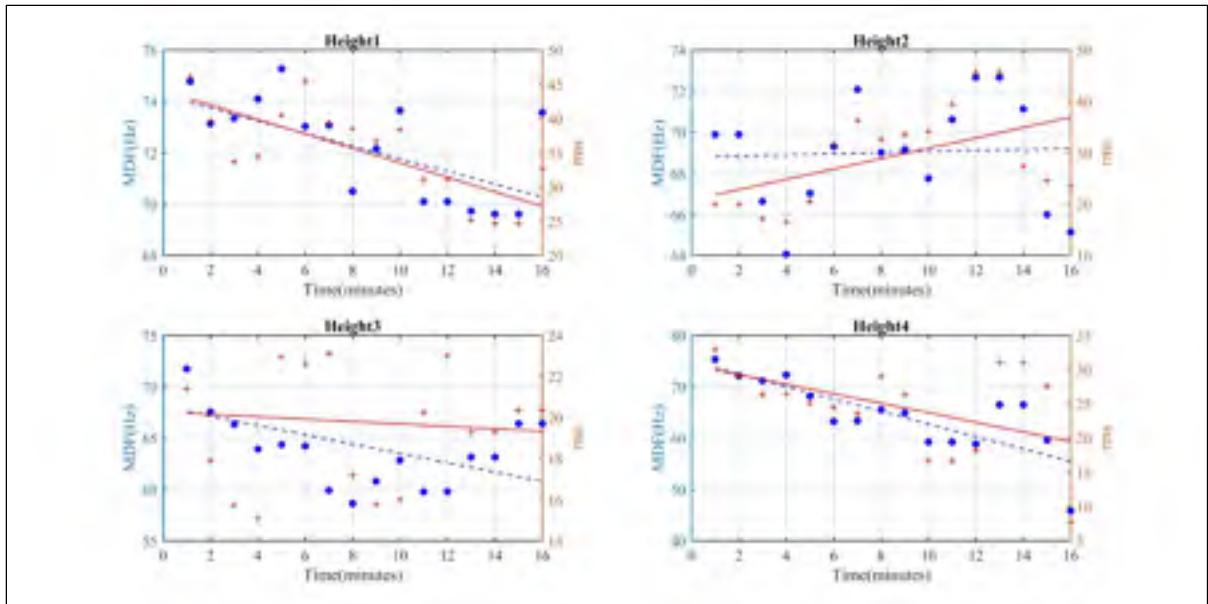 Height1
76
74
72
70
68
MDF(Hz)
50
45
40
35
30
25
20
rms
0 2 4 6 8 10 12 14 16
Time(minutes)
Height2
74
72
70
68
66
64
MDF(Hz)
50
40
30
20
10
rms
0 2 4 6 8 10 12 14 16
Time(minutes)
Height3
75
70
65
60
55
MDF(Hz)
24
22
20
18
16
14
rms
0 2 4 6 8 10 12 14 16
Time(minutes)
Height4
80
70
60
50
40
MDF(Hz)
35
30
25
20
15
10
5
rms
0 2 4 6 8 10 12 14 16
Time(minutes)